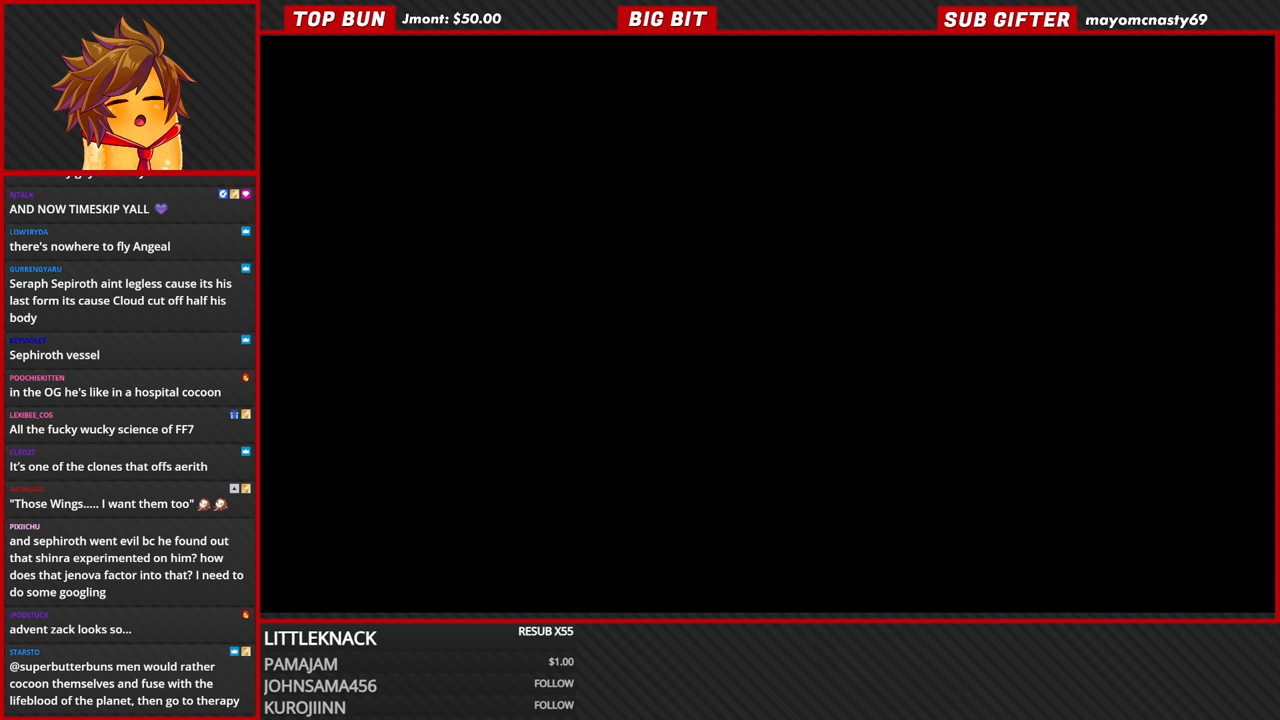 TOP BUN Jmont: $50.00 BIG BIT SUB GIFTER mayomcnasty69
RJTALK
AND NOW TIMESKIP YALL
LOW1RYDA
there's nowhere to fly Angeal
GURRENGYARU
Seraph Sepiroth aint legless cause its his
last form its cause Cloud cut off half his
body
KIXVIOLET
Sephiroth vessel
POOCHIEKITTEN
in the OG he's like in a hospital cocoon
LEXIBEE_COS
All the fucky wucky science of FF7
CLEO27
It's one of the clones that offs aerith
PAMAJAM
"Those Wings..... I want them too"
PIXIICHU
and sephiroth went evil bc he found out
that shinra experimented on him? how
does that jenova factor into that? I need to
do some googling
IPODSTUCK
advent zack looks so...
STARSTO
@superbutterbuns men would rather
cocoon themselves and fuse with the
lifeblood of the planet, then go to therapy
LITTLEKNACK RESUB X55
PAMAJAM $1.00
JOHNSAMA456 FOLLOW
KUROJIINN FOLLOW